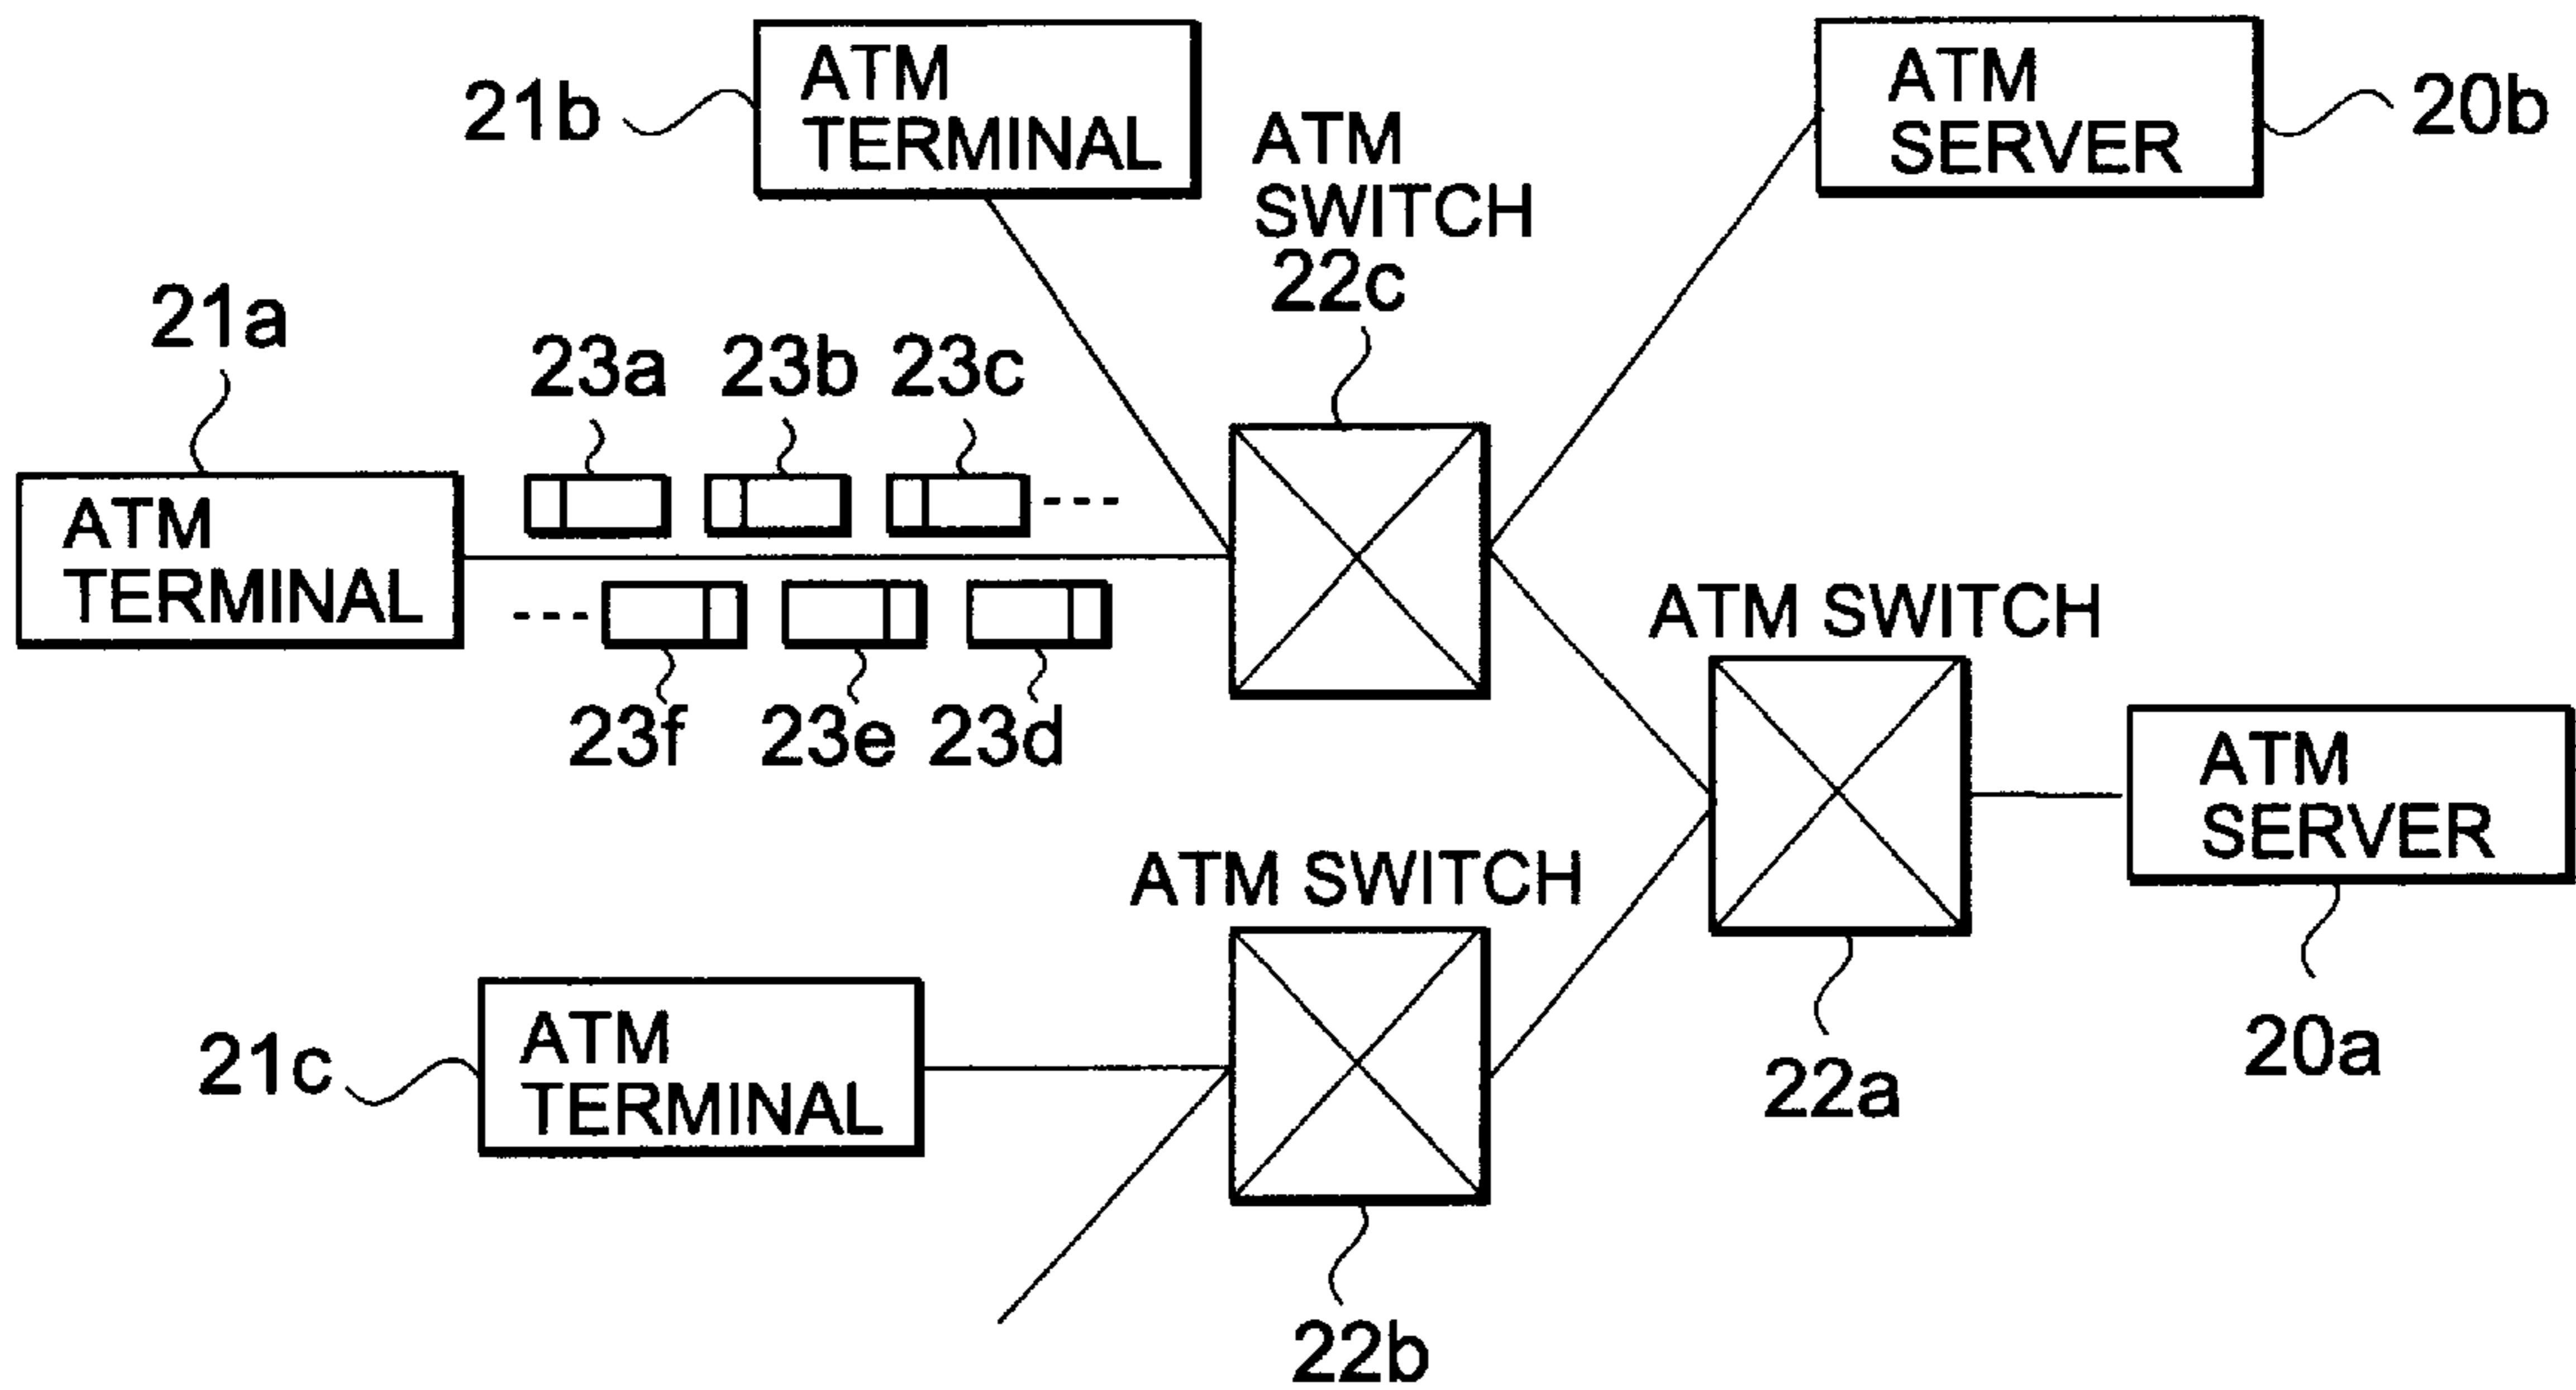 21b
ATM
TERMINAL
ATM
SWITCH
22c
ATM
SERVER
20b
21a
ATM
TERMINAL
23a 23b 23c
---
---
23f 23e 23d
ATM SWITCH
22a
ATM
SERVER
20a
ATM SWITCH
22b
21c
ATM
TERMINAL